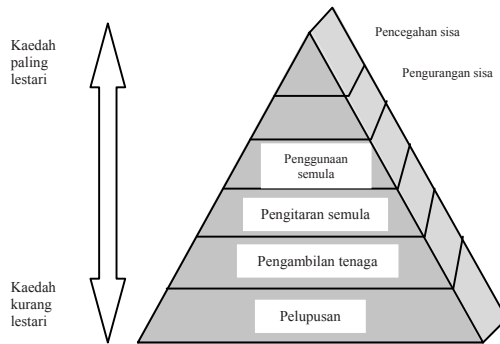 Kaedah
paling
lestari
Pencegahan sisa
Pengurangan sisa
Penggunaan
semula
Pengitaran semula
Pengambilan tenaga
Kaedah
kurang
lestari
Pelupusan